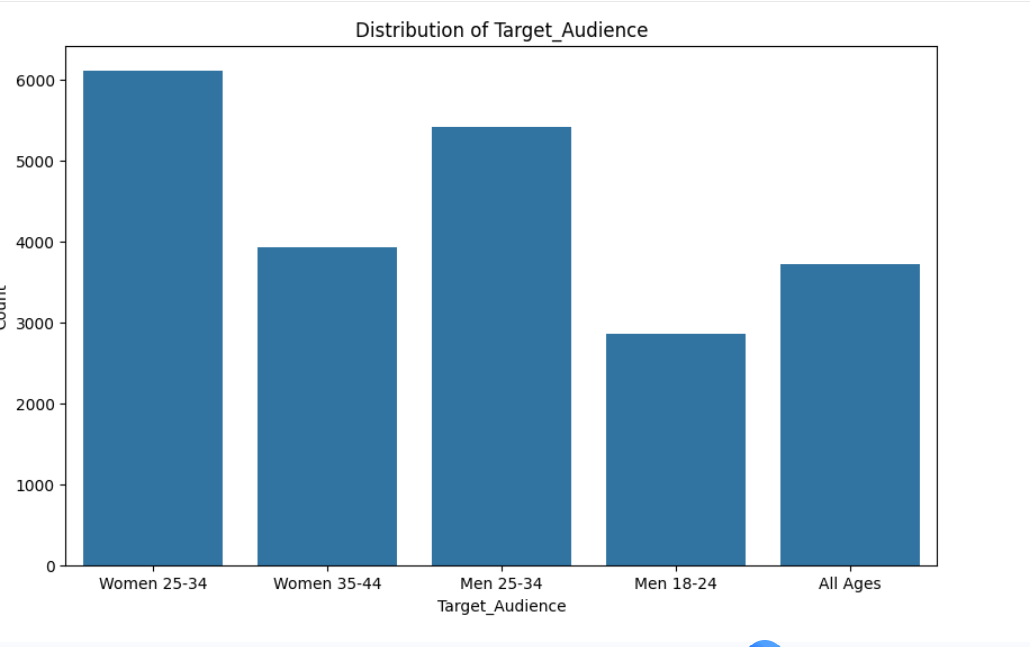 Distribution of Target_Audience
6000
5000
4000
3000
2000
1000
0
Count
Women 25-34 Women 35-44 Men 25-34 Men 18-24 All Ages
Target_Audience